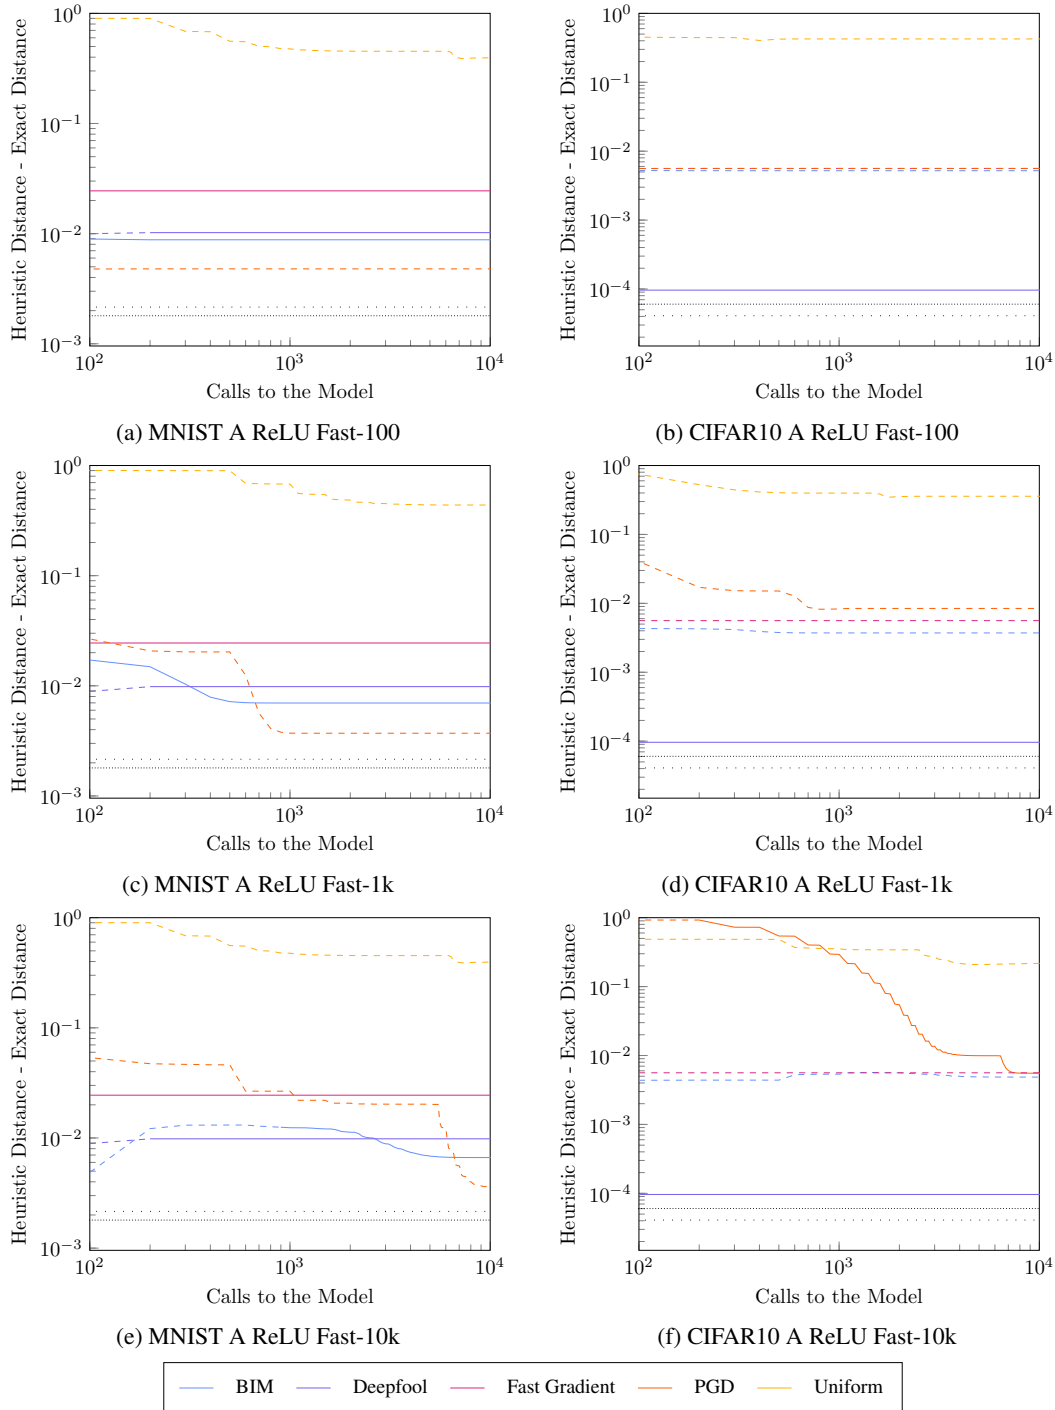 10^0
10^-1
10^-2
10^-3
10^2
10^3
10^4
Heuristic Distance - Exact Distance
Calls to the Model
(a) MNIST A ReLU Fast-100
10^0
10^-1
10^-2
10^-3
10^-4
10^2
10^3
10^4
Heuristic Distance - Exact Distance
Calls to the Model
(b) CIFAR10 A ReLU Fast-100
10^0
10^-1
10^-2
10^-3
10^2
10^3
10^4
Heuristic Distance - Exact Distance
Calls to the Model
(c) MNIST A ReLU Fast-1k
10^0
10^-1
10^-2
10^-3
10^-4
10^2
10^3
10^4
Heuristic Distance - Exact Distance
Calls to the Model
(d) CIFAR10 A ReLU Fast-1k
10^0
10^-1
10^-2
10^-3
10^2
10^3
10^4
Heuristic Distance - Exact Distance
Calls to the Model
(e) MNIST A ReLU Fast-10k
10^0
10^-1
10^-2
10^-3
10^-4
10^2
10^3
10^4
Heuristic Distance - Exact Distance
Calls to the Model
(f) CIFAR10 A ReLU Fast-10k
BIM Deepfool Fast Gradient PGD Uniform